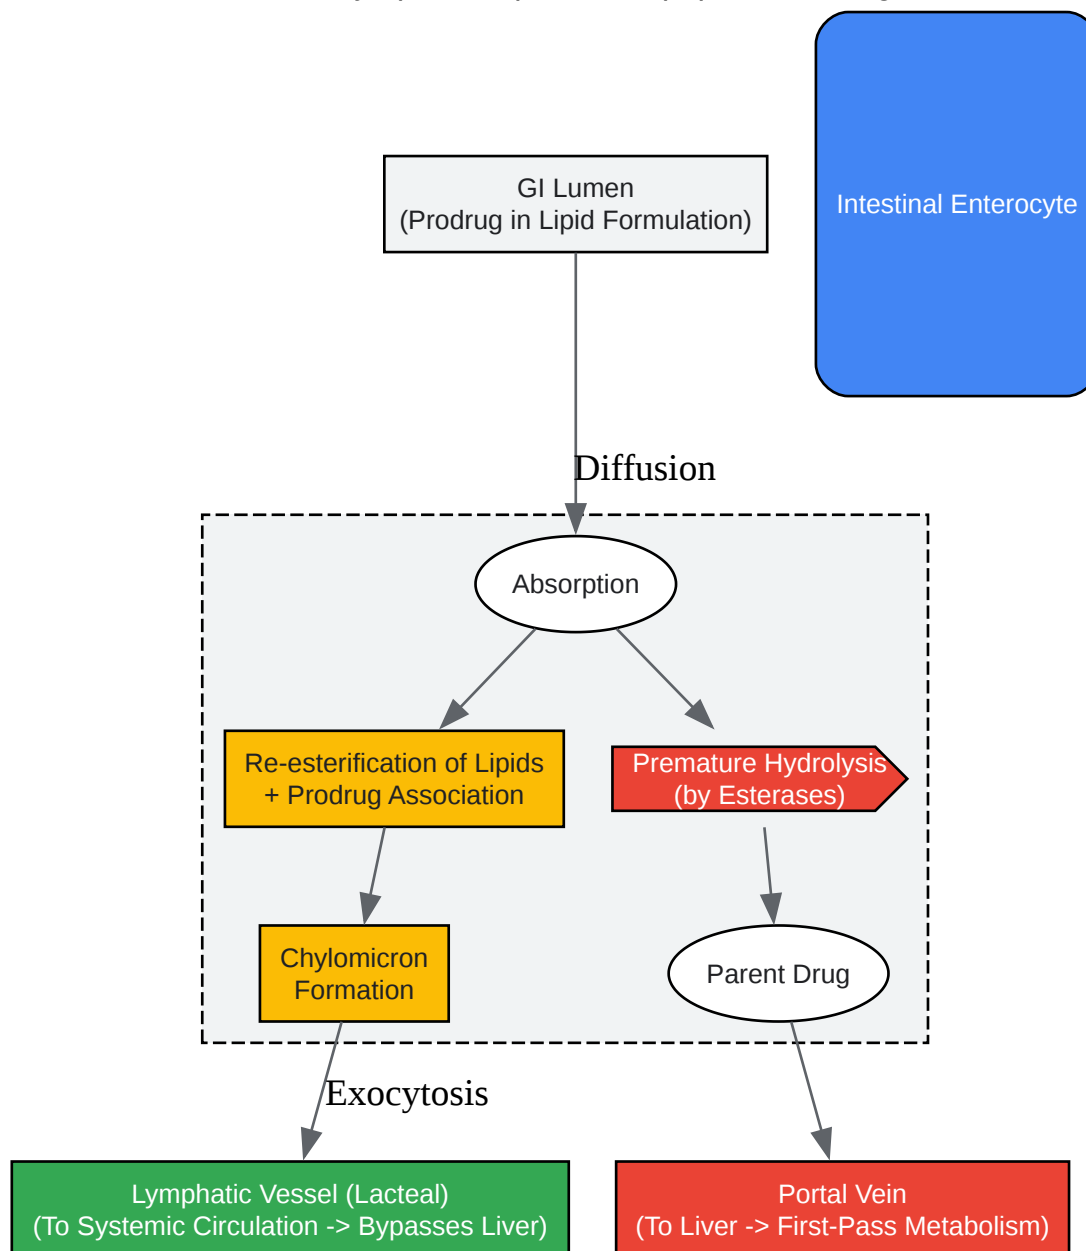 GI Lumen
(Prodrug in Lipid Formulation)
Intestinal Enterocyte
Diffusion
Absorption
Re-esterification of Lipids
+ Prodrug Association
Premature Hydrolysis
(by Esterases)
Chylomicron
Formation
Parent Drug
Exocytosis
Lymphatic Vessel (Lacteal)
(To Systemic Circulation -> Bypasses Liver)
Portal Vein
(To Liver -> First-Pass Metabolism)